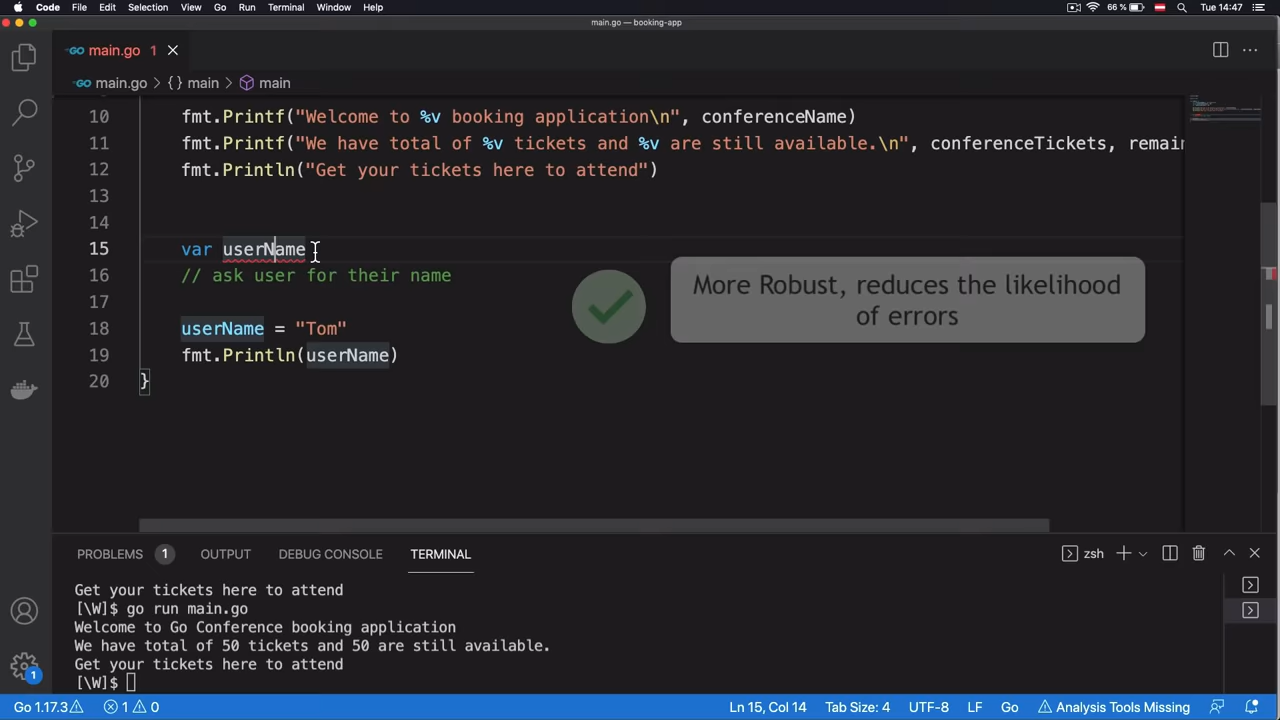 Code File Edit Selection View Go Run Terminal Window Help 66 % Tue 14:47
main.go — booking-app
main.go 1
main.go > {} main > main
10 fmt.Printf("Welcome to %v booking application\n", conferenceName)
11 fmt.Printf("We have total of %v tickets and %v are still available.\n", conferenceTickets, remain
12 fmt.Println("Get your tickets here to attend")
13
14
15 var userName
16 // ask user for their name
17
18 userName = "Tom"
19 fmt.Println(userName)
20 }
More Robust, reduces the likelihood
of errors
PROBLEMS 1 OUTPUT DEBUG CONSOLE TERMINAL zsh
Get your tickets here to attend
[\W]$ go run main.go
Welcome to Go Conference booking application
We have total of 50 tickets and 50 are still available.
Get your tickets here to attend
[\W]$
1
Go 1.17.3 1 0 Ln 15, Col 14 Tab Size: 4 UTF-8 LF Go Analysis Tools Missing